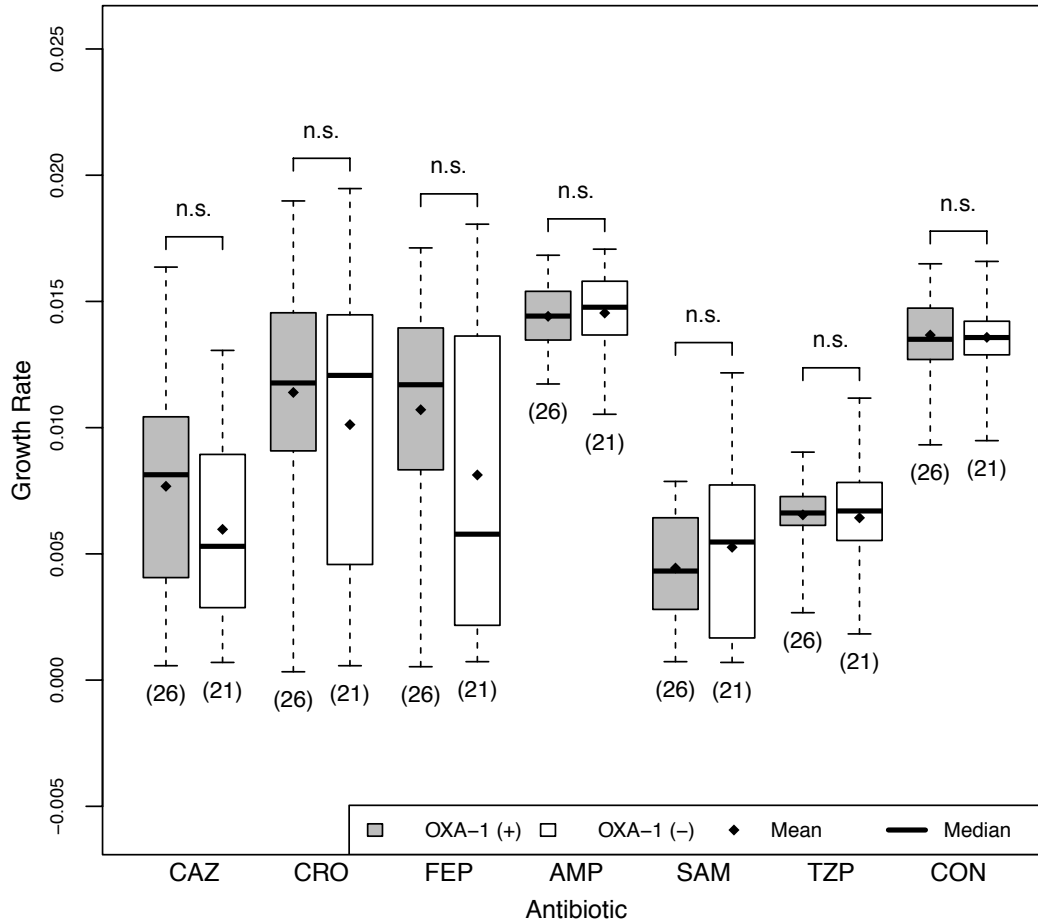 Growth Rate
0.025
0.020
0.015
0.010
0.005
0.000
−0.005
n.s.
n.s.
n.s.
n.s.
n.s.
n.s.
n.s.
(26) (21)
(26) (21)
(26) (21)
(26) (21)
(26) (21)
(26) (21)
(26) (21)
OXA−1 (+) OXA−1 (−) Mean Median
CAZ CRO FEP AMP SAM TZP CON
Antibiotic